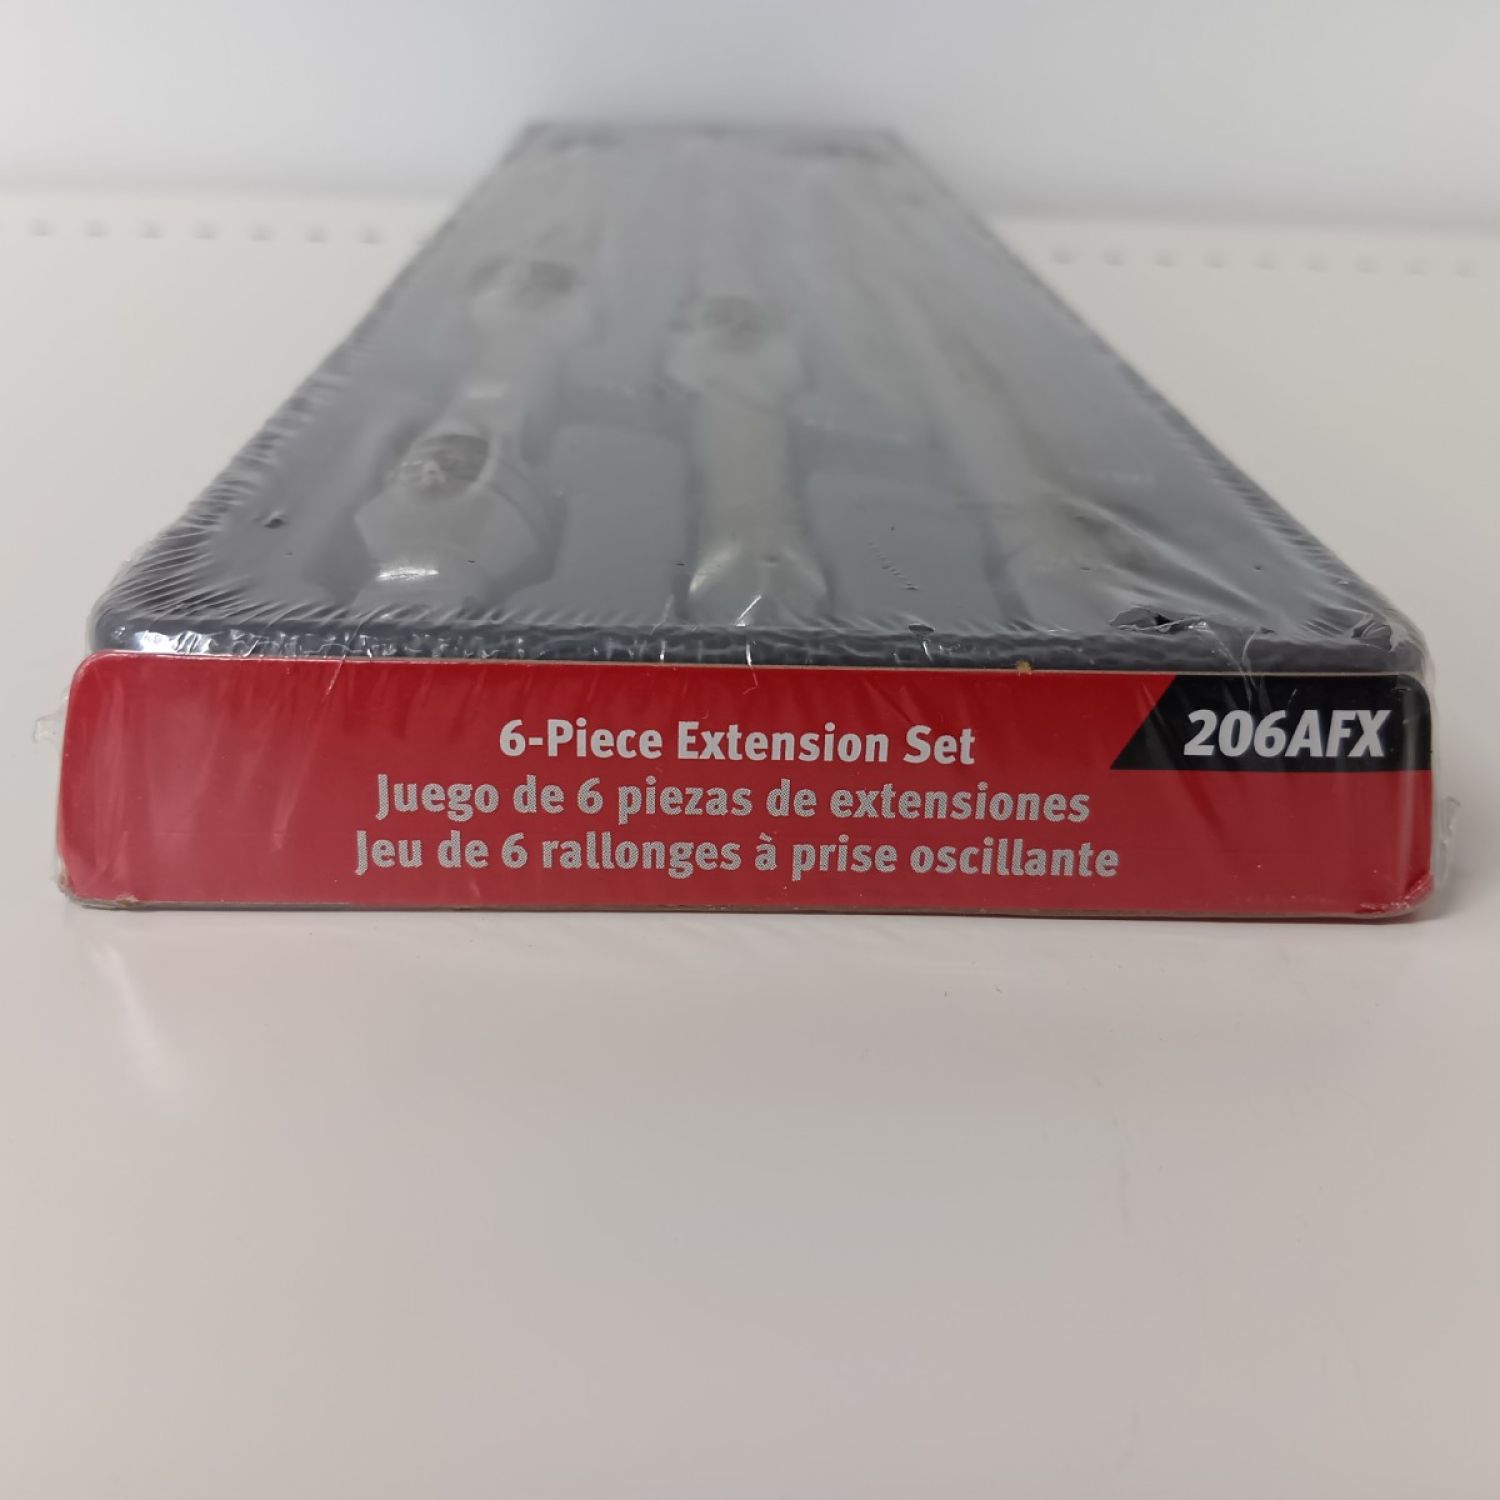 6-Piece Extension Set
206AFX
Juego de 6 piezas de extensiones
Jeu de 6 rallonges à prise oscillante